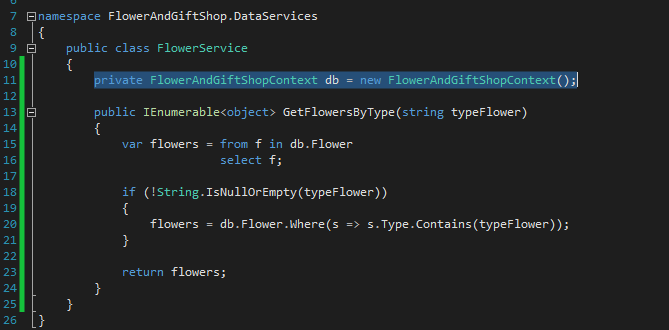 7 namespace FlowerAndGiftShop.DataServices
8 {
9 public class FlowerService
10 {
11 private FlowerAndGiftShopContext db = new FlowerAndGiftShopContext();
12
13 public IEnumerable<object> GetFlowersByType(string typeFlower)
14 {
15 var flowers = from f in db.Flower
16 select f;
17
18 if (!String.IsNullOrEmpty(typeFlower))
19 {
20 flowers = db.Flower.Where(s => s.Type.Contains(typeFlower));
21 }
22
23 return flowers;
24 }
25 }
26 }